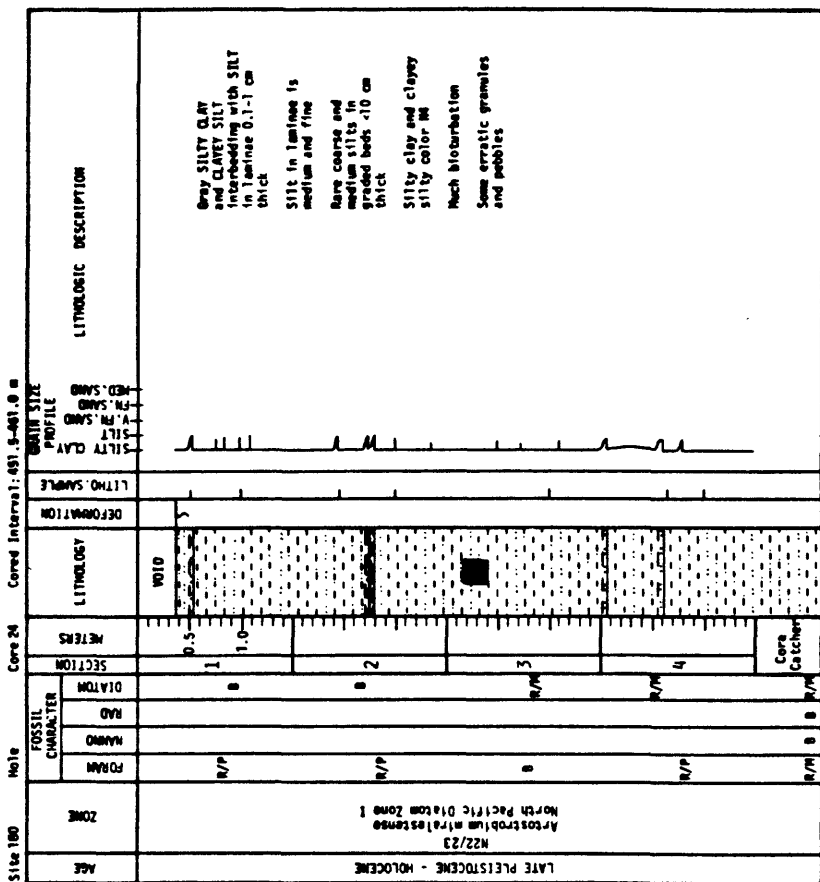 Site 180 Hole Core 24 Cored Interval: 451.5-461.0 m
AGE
ZONE
FOSSIL
CHARACTER
FORAM
NANNO
RAD
DIATOM
SECTION
METERS
LITHOLOGY
DEFORMATION
LITHO.SAMPLE
GRAIN SIZE
PROFILE
SILTY CLAY
SILT
V.FN.SAND
FN.SAND
MED.SAND
LITHOLOGIC DESCRIPTION
LATE PLEISTOCENE - HOLOCENE
N22/23
Artostrobium miralestense
North Pacific Diatom Zone I
R/P
R/P
B
R/P
R/M
B
B
B
B
R/M
R/M
R/M
1
2
3
4
Core
Catcher
0.5
1.0
VOID
Gray SILTY CLAY
and CLAYEY SILT
interbedding with SILT
in laminae 0.1-1 cm
thick
Silt in laminae is
medium and fine
Rare coarse and
medium silts in
graded beds <10 cm
thick
Silty clay and clayey
silty color N4
Much bioturbation
Some erratic granules
and pebbles